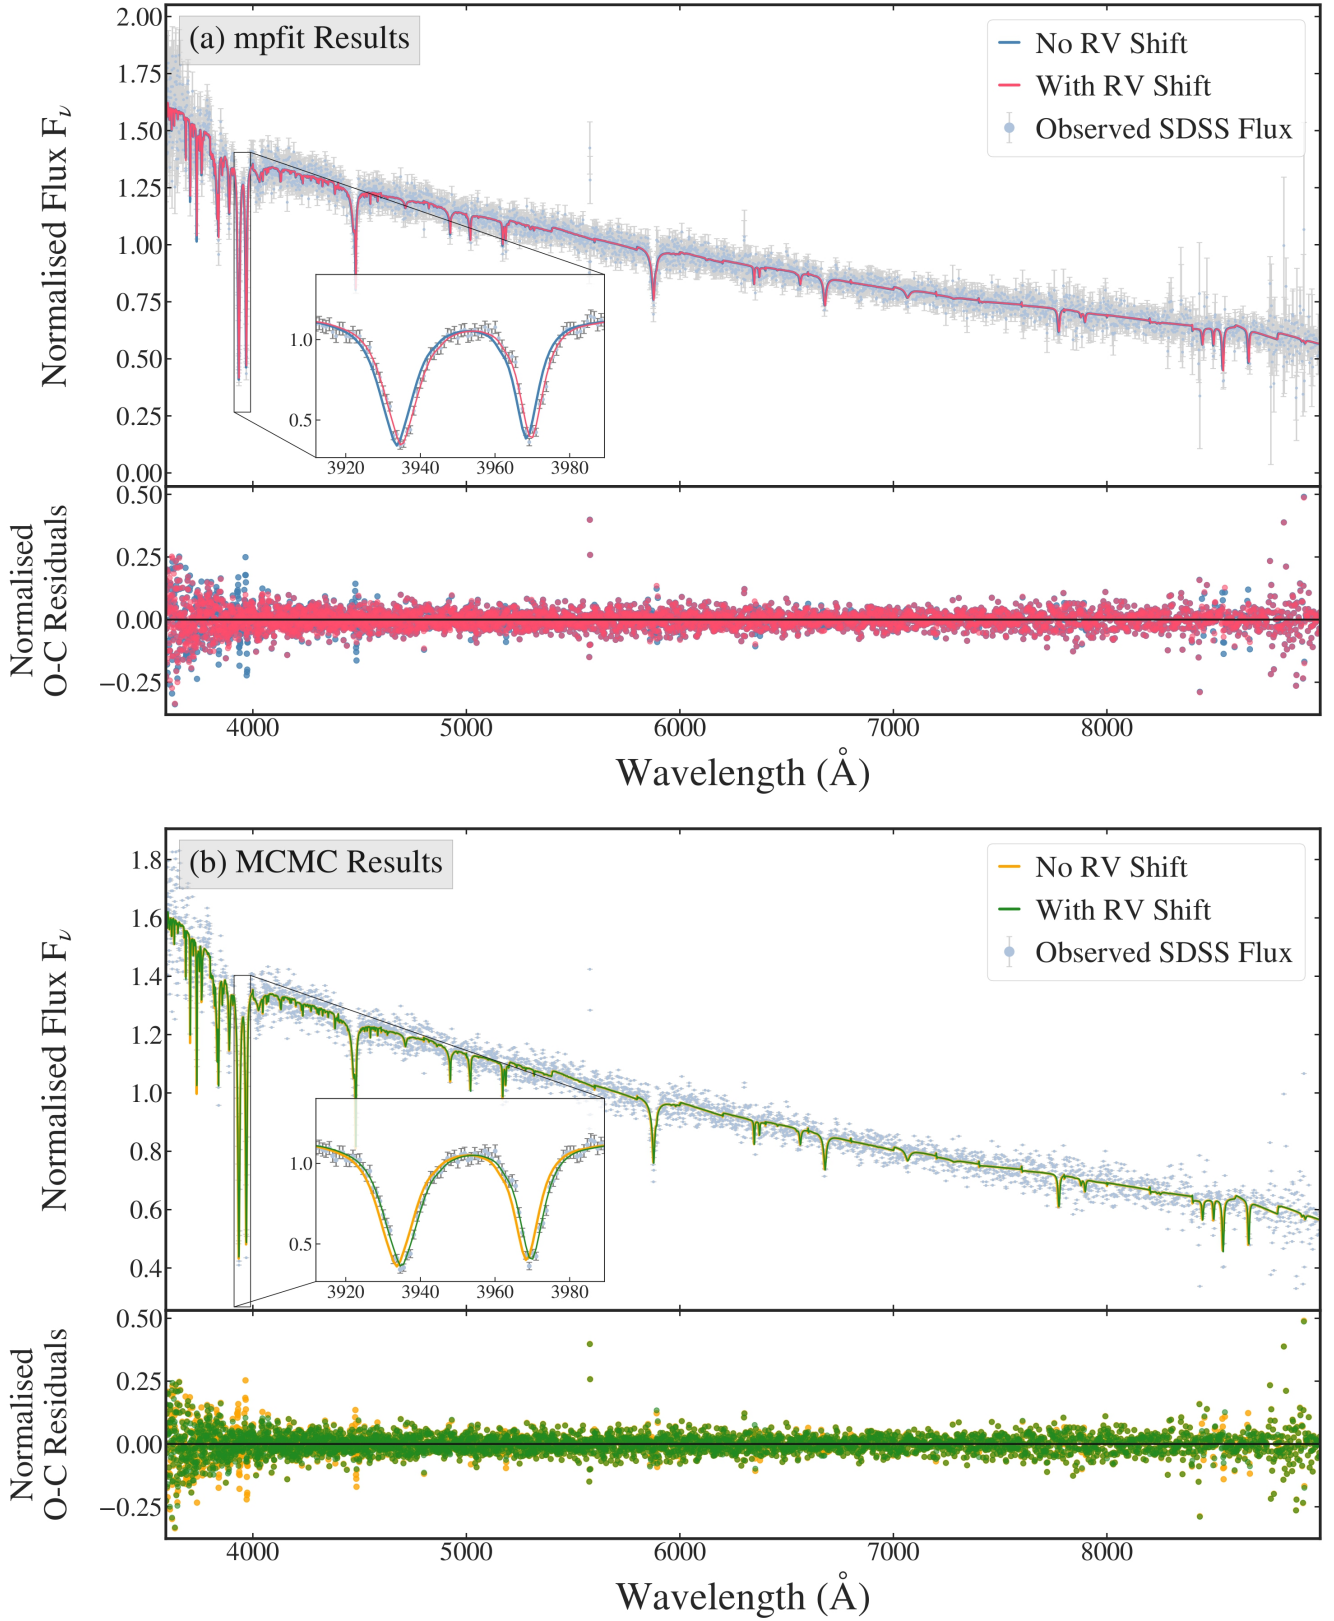 (a) mpfit Results
No RV Shift
With RV Shift
Observed SDSS Flux
Normalised Flux Fν
2.00
1.75
1.50
1.25
1.00
0.75
0.50
0.25
0.00
1.0
0.5
3920 3940 3960 3980
Normalised
O-C Residuals
0.50
0.25
0.00
−0.25
4000 5000 6000 7000 8000
Wavelength (Å)
(b) MCMC Results
No RV Shift
With RV Shift
Observed SDSS Flux
Normalised Flux Fν
1.8
1.6
1.4
1.2
1.0
0.8
0.6
0.4
1.0
0.5
3920 3940 3960 3980
Normalised
O-C Residuals
0.50
0.25
0.00
−0.25
4000 5000 6000 7000 8000
Wavelength (Å)